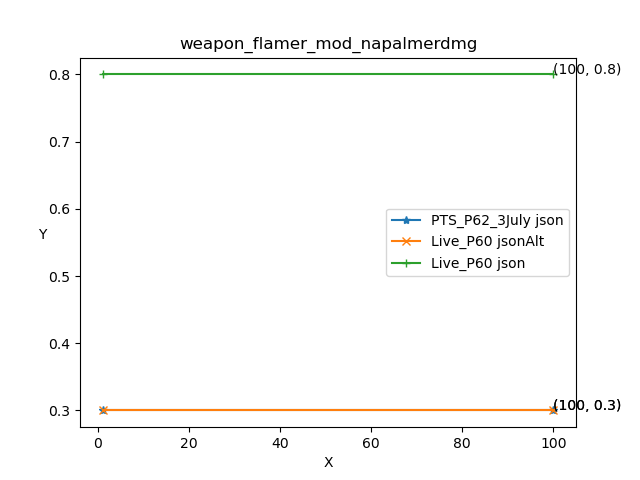 weapon_flamer_mod_napalmerdmg
0.8
0.7
0.6
0.5
0.4
0.3
Y
(100, 0.8)
PTS_P62_3July json
Live_P60 jsonAlt
Live_P60 json
(100, 0.3)
0
20
40
60
80
100
X